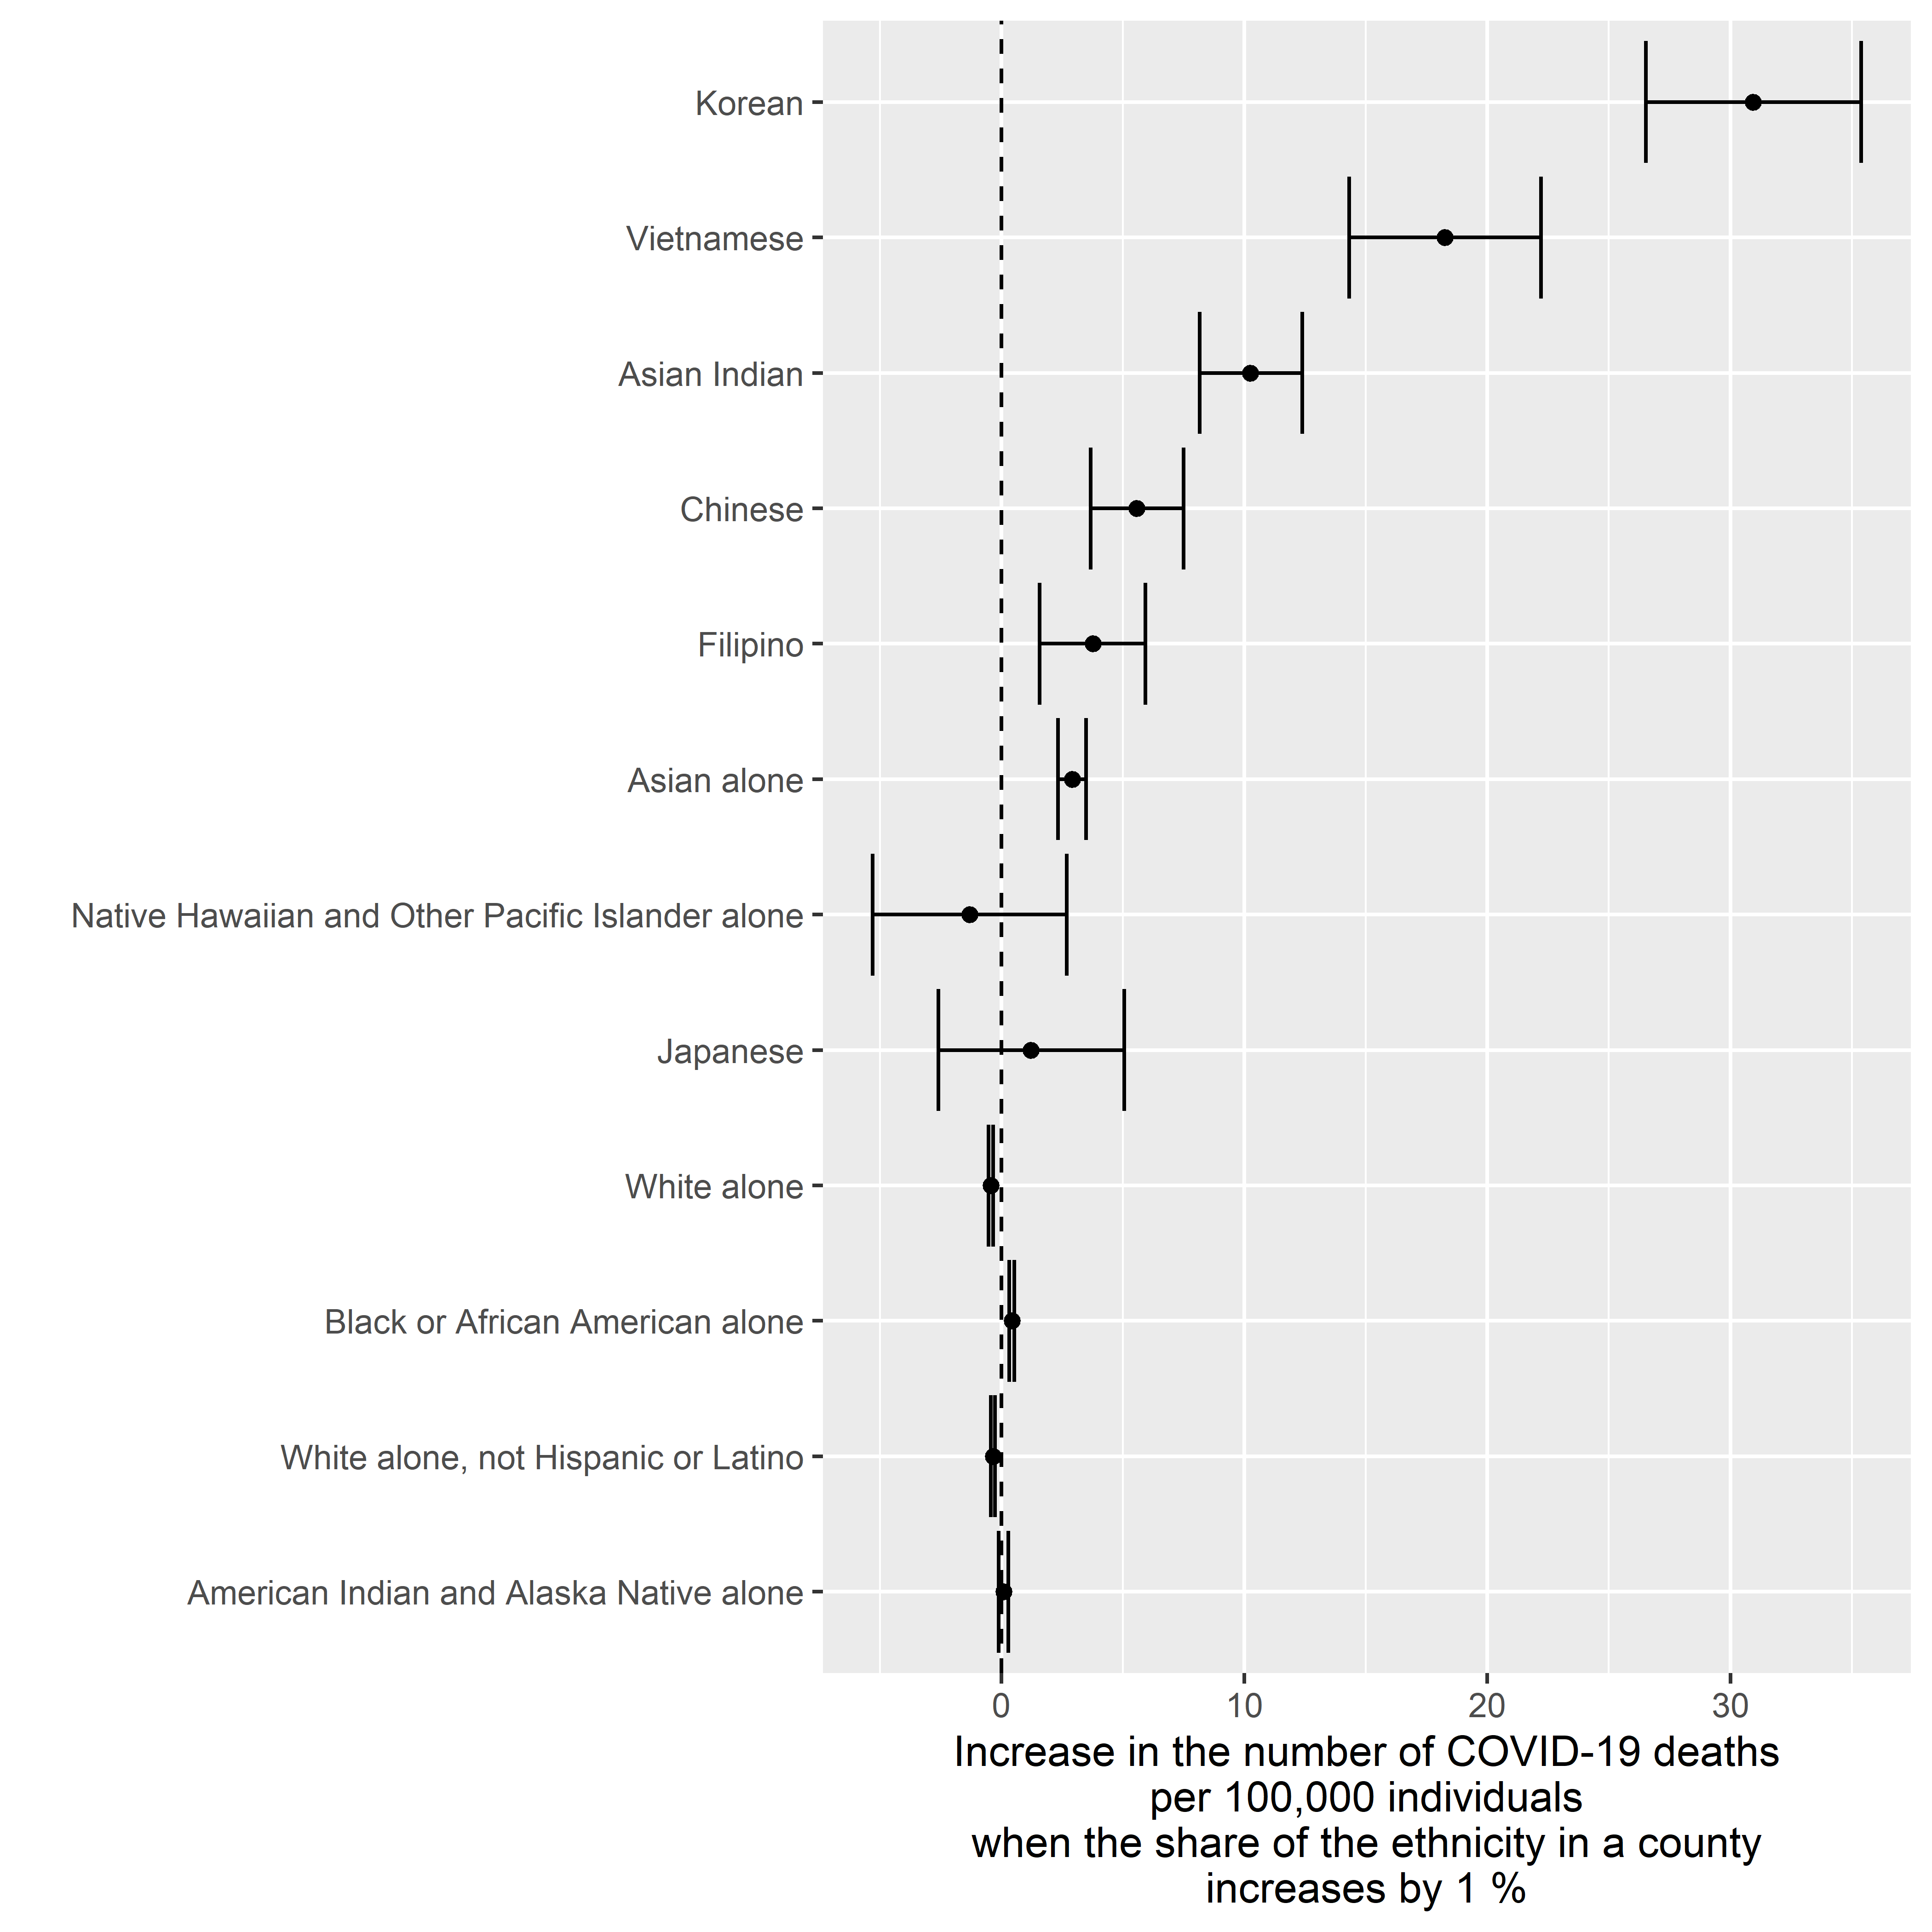 Korean
Vietnamese
Asian Indian
Chinese
Filipino
Asian alone
Native Hawaiian and Other Pacific Islander alone
Japanese
White alone
Black or African American alone
White alone, not Hispanic or Latino
American Indian and Alaska Native alone
0 10 20 30
Increase in the number of COVID-19 deaths
per 100,000 individuals
when the share of the ethnicity in a county
increases by 1 %